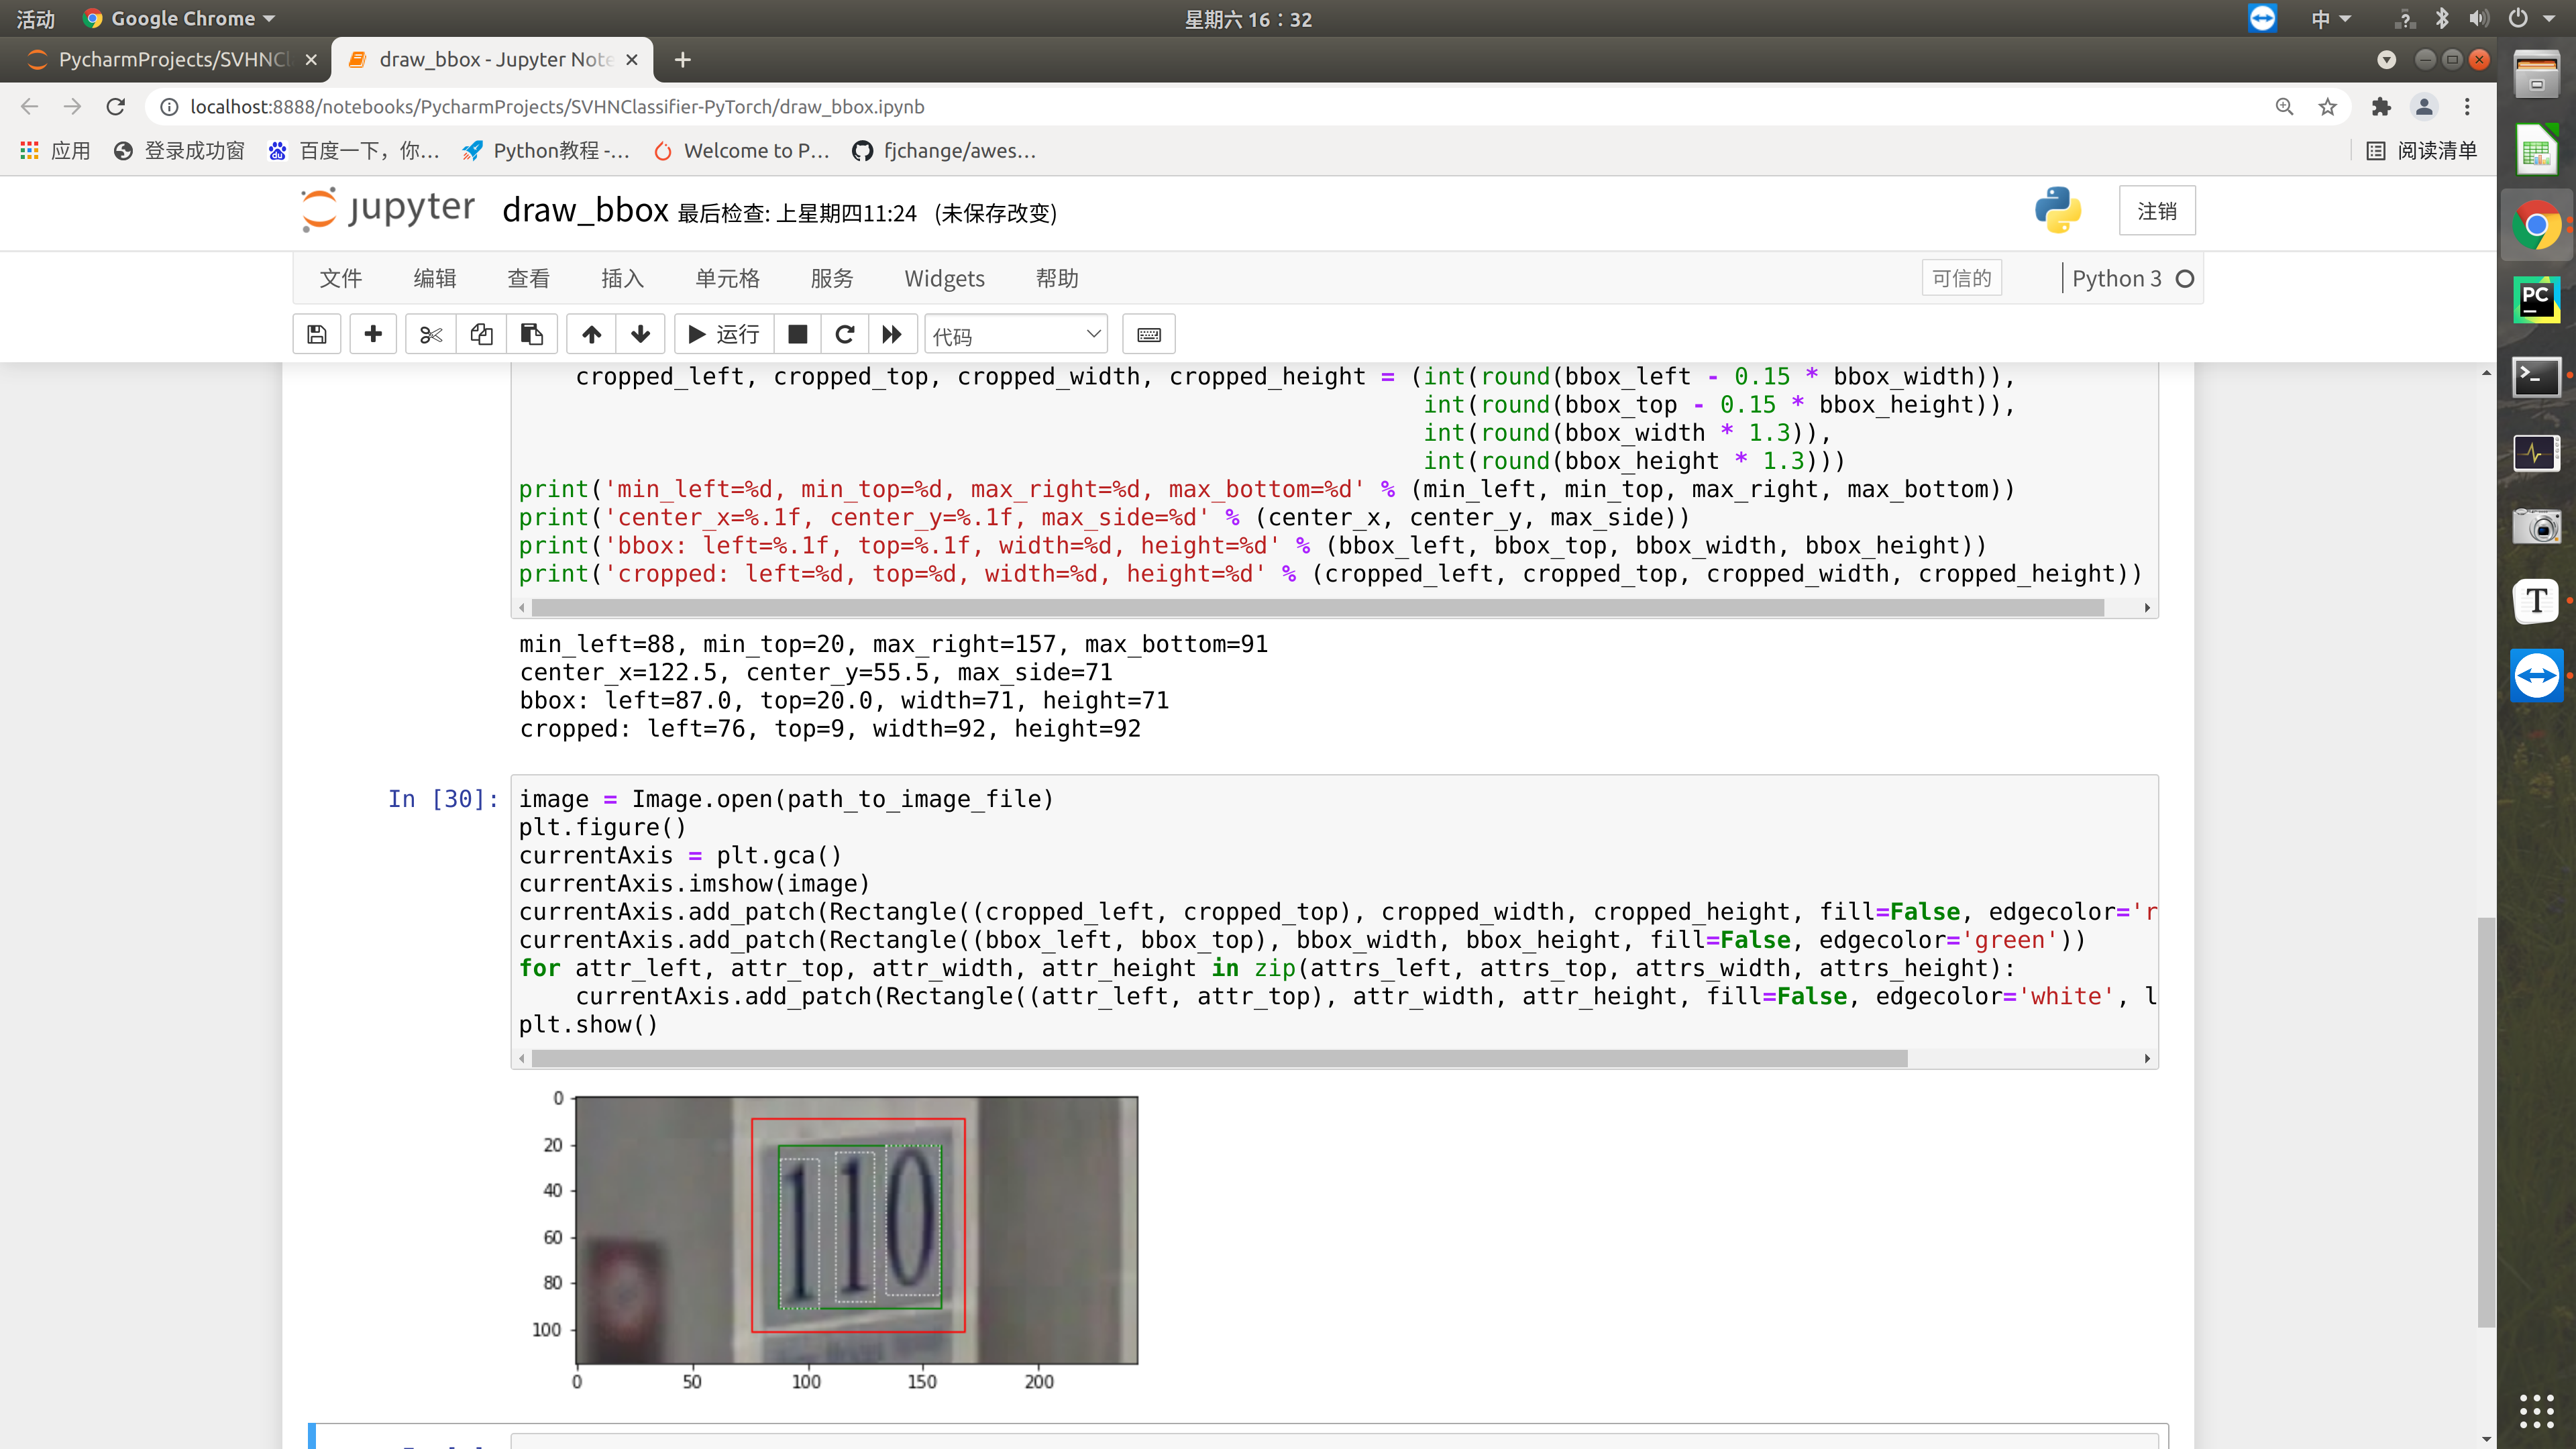 活动 Google Chrome 星期六 16：32 中
PycharmProjects/SVHNCl draw_bbox - Jupyter Note
localhost:8888/notebooks/PycharmProjects/SVHNClassifier-PyTorch/draw_bbox.ipynb
应用 登录成功窗 百度一下，你… Python教程 -… Welcome to P… fjchange/awes… 阅读清单
jupyter draw_bbox 最后检查: 上星期四11:24 (未保存改变) 注销
文件 编辑 查看 插入 单元格 服务 Widgets 帮助 可信的 Python 3
运行 代码
cropped_left, cropped_top, cropped_width, cropped_height = (int(round(bbox_left - 0.15 * bbox_width)),
int(round(bbox_top - 0.15 * bbox_height)),
int(round(bbox_width * 1.3)),
int(round(bbox_height * 1.3)))
print('min_left=%d, min_top=%d, max_right=%d, max_bottom=%d' % (min_left, min_top, max_right, max_bottom))
print('center_x=%.1f, center_y=%.1f, max_side=%d' % (center_x, center_y, max_side))
print('bbox: left=%.1f, top=%.1f, width=%d, height=%d' % (bbox_left, bbox_top, bbox_width, bbox_height))
print('cropped: left=%d, top=%d, width=%d, height=%d' % (cropped_left, cropped_top, cropped_width, cropped_height))
min_left=88, min_top=20, max_right=157, max_bottom=91
center_x=122.5, center_y=55.5, max_side=71
bbox: left=87.0, top=20.0, width=71, height=71
cropped: left=76, top=9, width=92, height=92
In [30]: image = Image.open(path_to_image_file)
plt.figure()
currentAxis = plt.gca()
currentAxis.imshow(image)
currentAxis.add_patch(Rectangle((cropped_left, cropped_top), cropped_width, cropped_height, fill=False, edgecolor='r
currentAxis.add_patch(Rectangle((bbox_left, bbox_top), bbox_width, bbox_height, fill=False, edgecolor='green'))
for attr_left, attr_top, attr_width, attr_height in zip(attrs_left, attrs_top, attrs_width, attrs_height):
currentAxis.add_patch(Rectangle((attr_left, attr_top), attr_width, attr_height, fill=False, edgecolor='white', l
plt.show()
0
20
40
60
80
100
110
0 50 100 150 200
PC
T